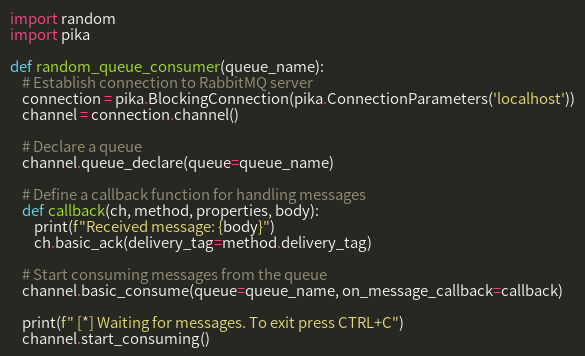 import random
import pika

def random_queue_consumer(queue_name):
    # Establish connection to RabbitMQ server
    connection = pika.BlockingConnection(pika.ConnectionParameters('localhost'))
    channel = connection.channel()

    # Declare a queue
    channel.queue_declare(queue=queue_name)

    # Define a callback function for handling messages
    def callback(ch, method, properties, body):
        print(f"Received message: {body}")
        ch.basic_ack(delivery_tag=method.delivery_tag)

    # Start consuming messages from the queue
    channel.basic_consume(queue=queue_name, on_message_callback=callback)

    print(f" [*] Waiting for messages. To exit press CTRL+C")
    channel.start_consuming()